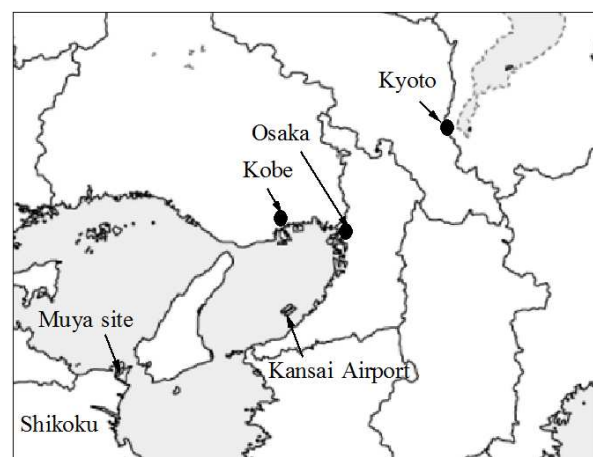 Kyoto
Osaka
Kobe
Muya site
Kansai Airport
Shikoku